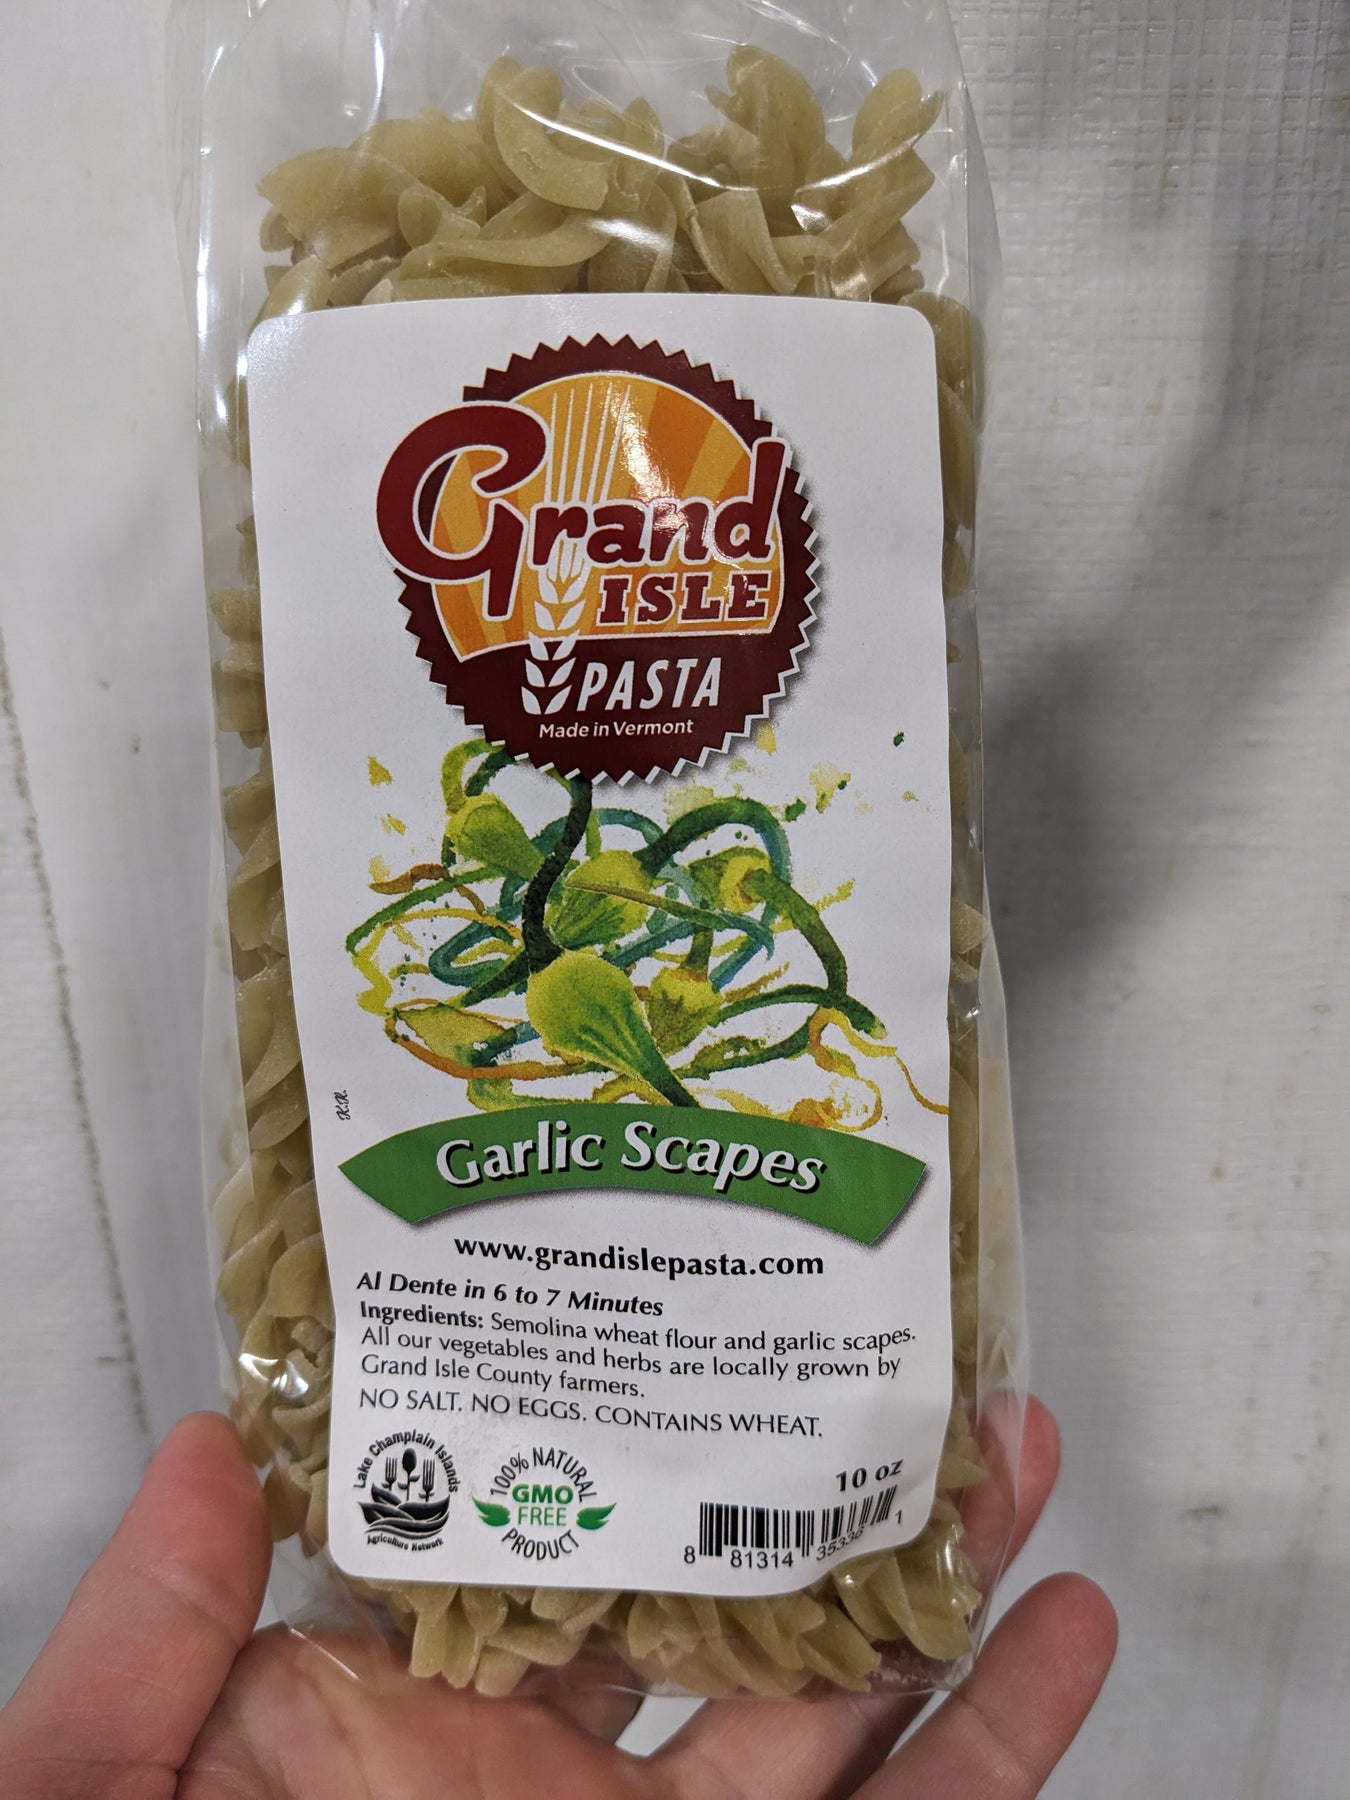 Grand
ISLE
PASTA
Made in Vermont
K.K.
Garlic Scapes
www.grandislepasta.com
Al Dente in 6 to 7 Minutes
Ingredients: Semolina wheat flour and garlic scapes.
All our vegetables and herbs are locally grown by
Grand Isle County farmers.
NO SALT. NO EGGS. CONTAINS WHEAT.
Lake Champlain Islands
Agriculture Network
100% NATURAL
GMO
FREE
PRODUCT
10 oz
8 81314 35336 1